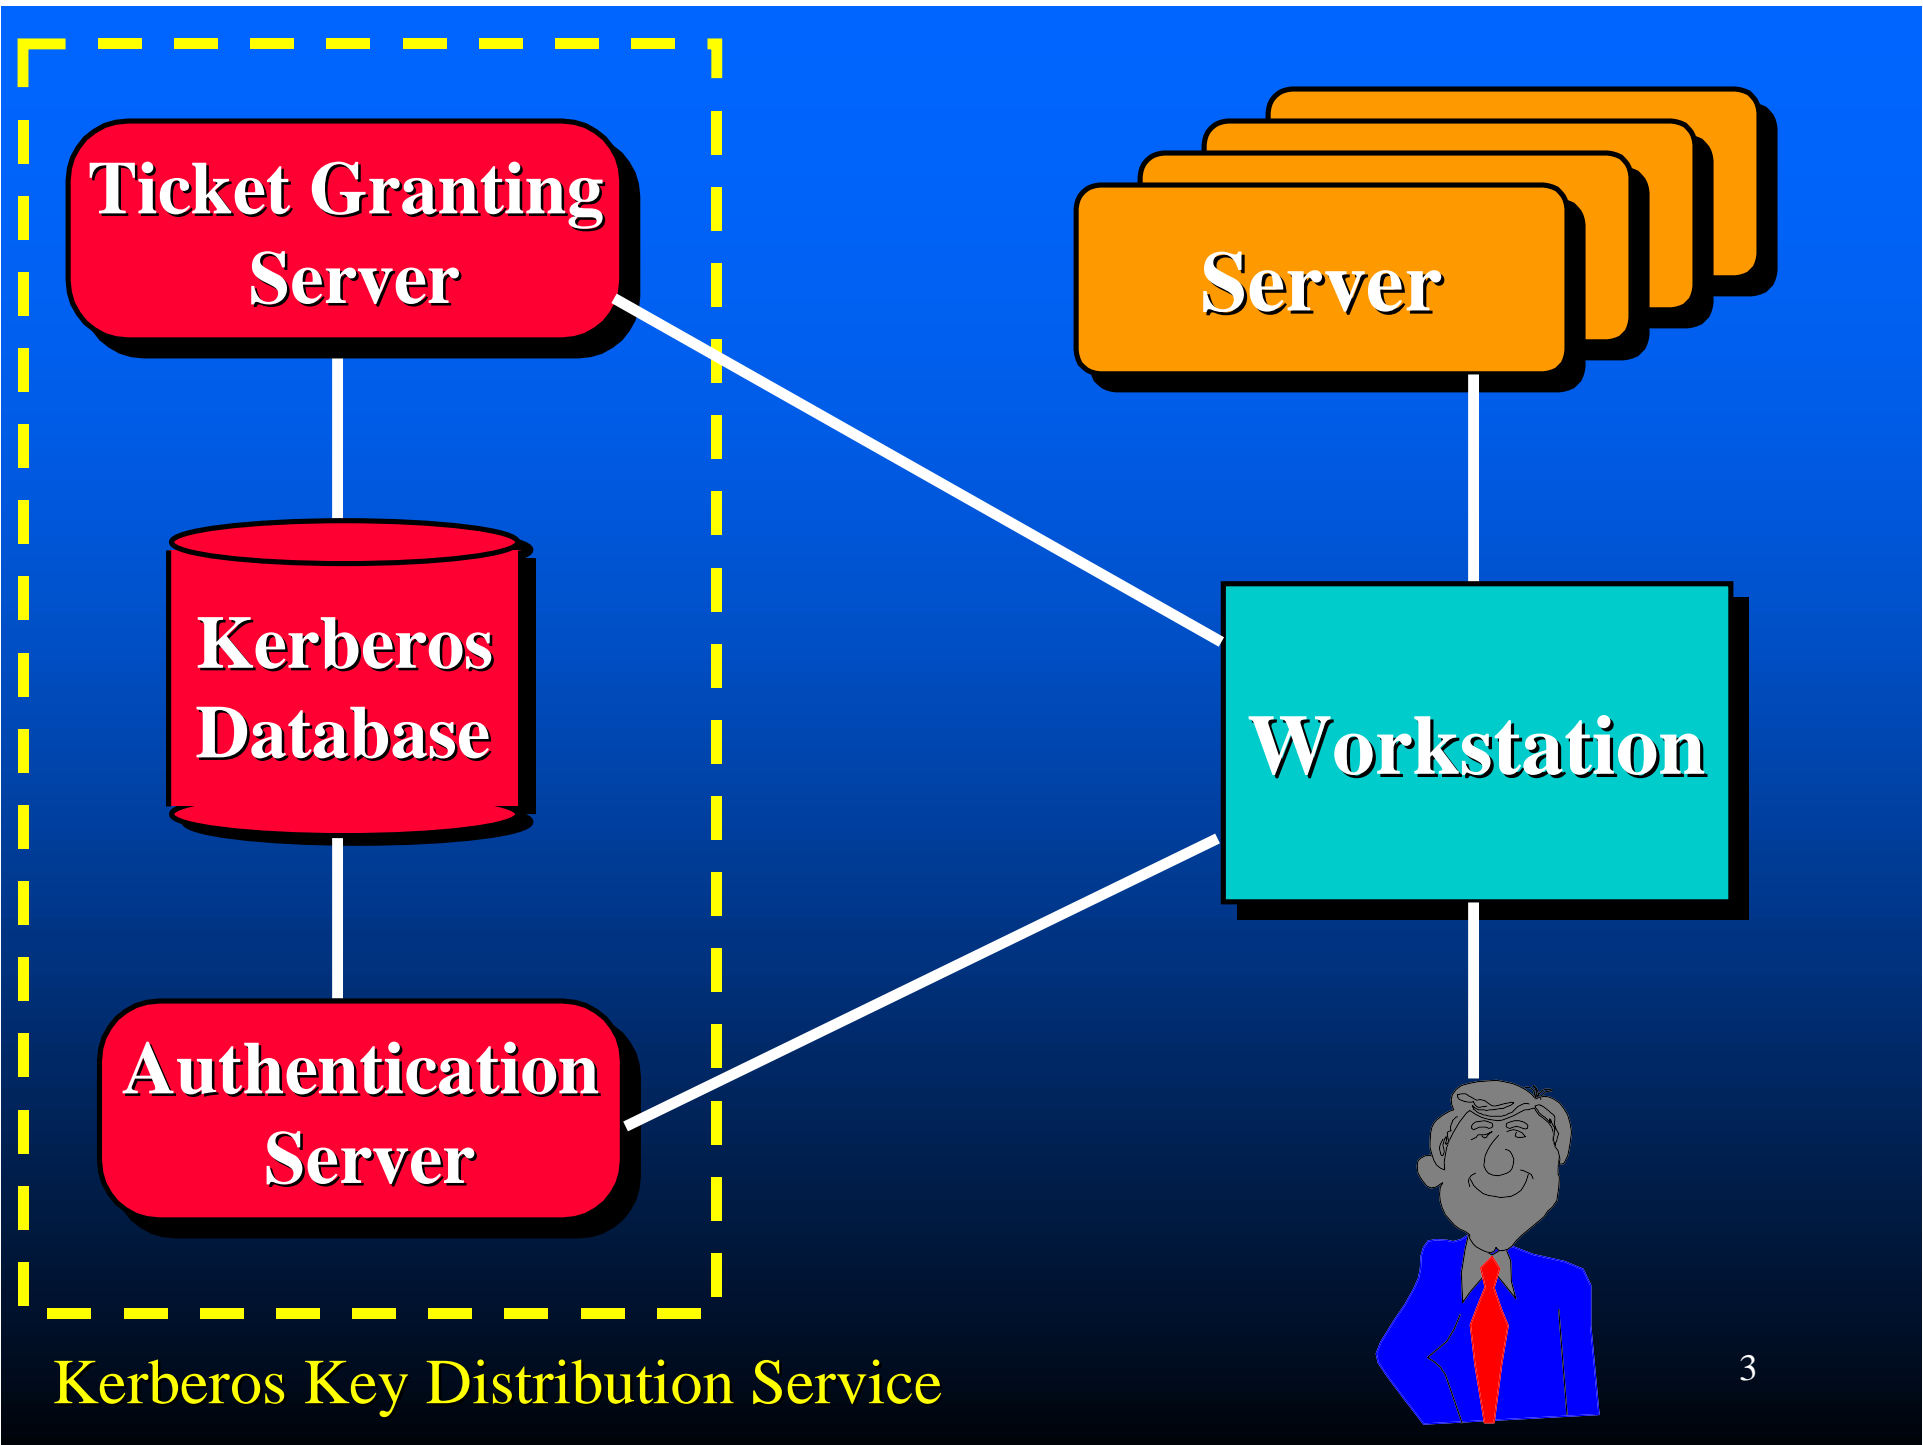 Ticket Granting
Server
Server
Kerberos
Database
Workstation
Authentication
Server
Kerberos Key Distribution Service
3